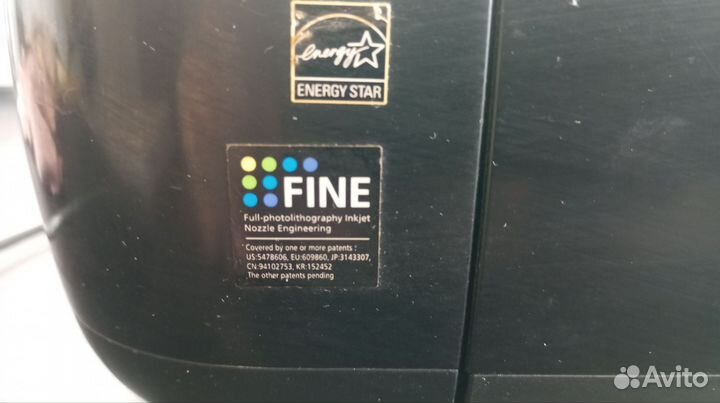 energy
ENERGY STAR
FINE
Full-photolithography Inkjet
Nozzle Engineering
Covered by one or more patents :
US:5478606, EU:609860, JP:3143307,
CN:94102753, KR:152452
The other patents pending
Avito